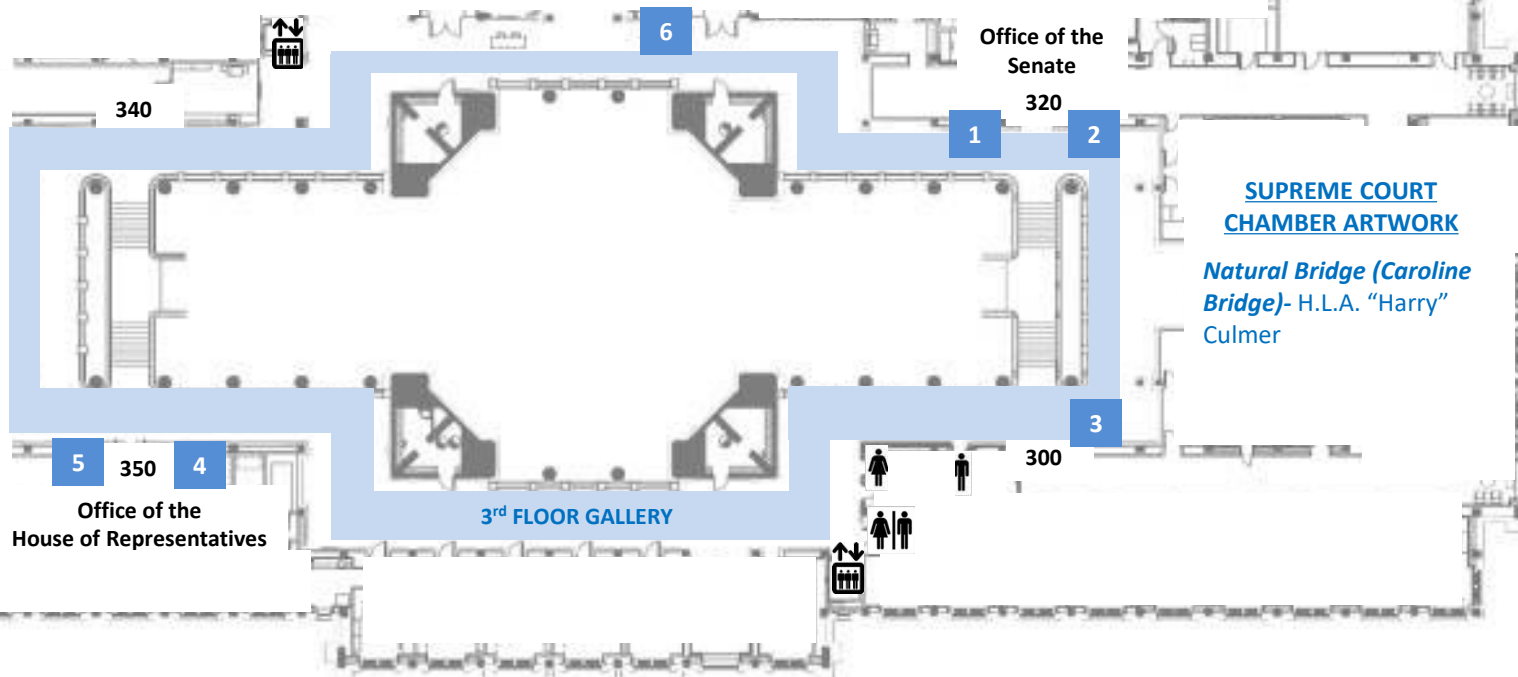 6
Office of the
Senate
320
340
1
2
SUPREME COURT
CHAMBER ARTWORK
Natural Bridge (Caroline
Bridge)- H.L.A. “Harry”
Culmer
3
300
5
350
4
Office of the
House of Representatives
3rd FLOOR GALLERY